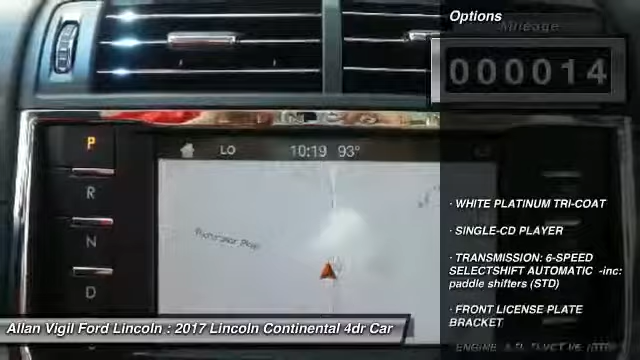 Options
Mileage
000014
P
LINCOL
LO 10:19 93°
R
N
D
· WHITE PLATINUM TRI-COAT
· SINGLE-CD PLAYER
· TRANSMISSION: 6-SPEED
SELECTSHIFT AUTOMATIC -inc:
paddle shifters (STD)
· FRONT LICENSE PLATE
BRACKET
Allan Vigil Ford Lincoln : 2017 Lincoln Continental 4dr Car